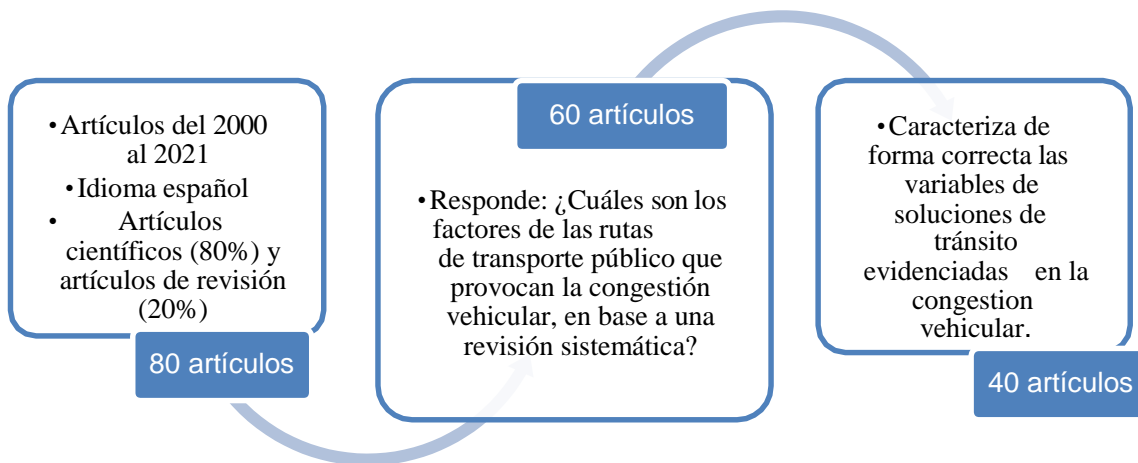 • Artículos del 2000
al 2021
• Idioma español
• Artículos
científicos (80%) y
artículos de revisión
(20%)
80 artículos
60 artículos
• Responde: ¿Cuáles son los
factores de las rutas
de transporte público que
provocan la congestión
vehicular, en base a una
revisión sistemática?
• Caracteriza de
forma correcta las
variables de
soluciones de
tránsito
evidenciadas en la
congestion
vehicular.
40 artículos